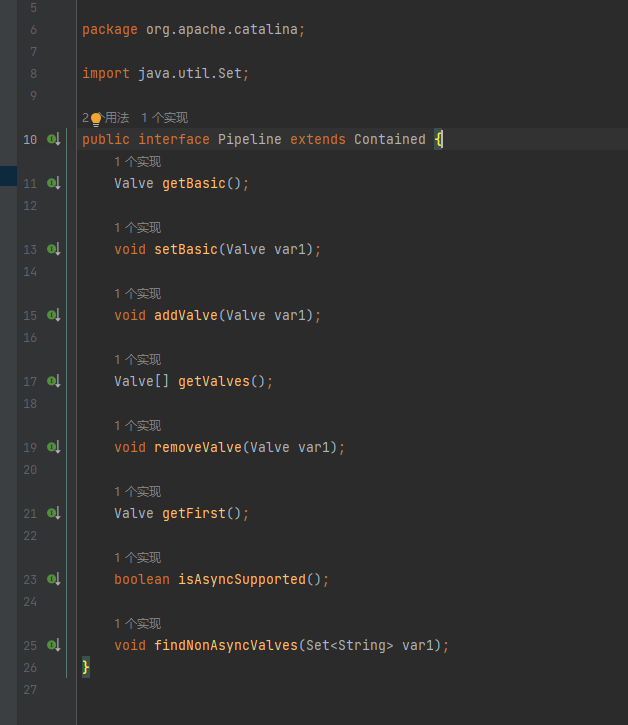 5
6 package org.apache.catalina;
7
8 import java.util.Set;
9
2个用法 1 个实现
10 public interface Pipeline extends Contained {
1 个实现
11 Valve getBasic();
12
1 个实现
13 void setBasic(Valve var1);
14
1 个实现
15 void addValve(Valve var1);
16
1 个实现
17 Valve[] getValves();
18
1 个实现
19 void removeValve(Valve var1);
20
1 个实现
21 Valve getFirst();
22
1 个实现
23 boolean isAsyncSupported();
24
1 个实现
25 void findNonAsyncValves(Set<String> var1);
26 }
27